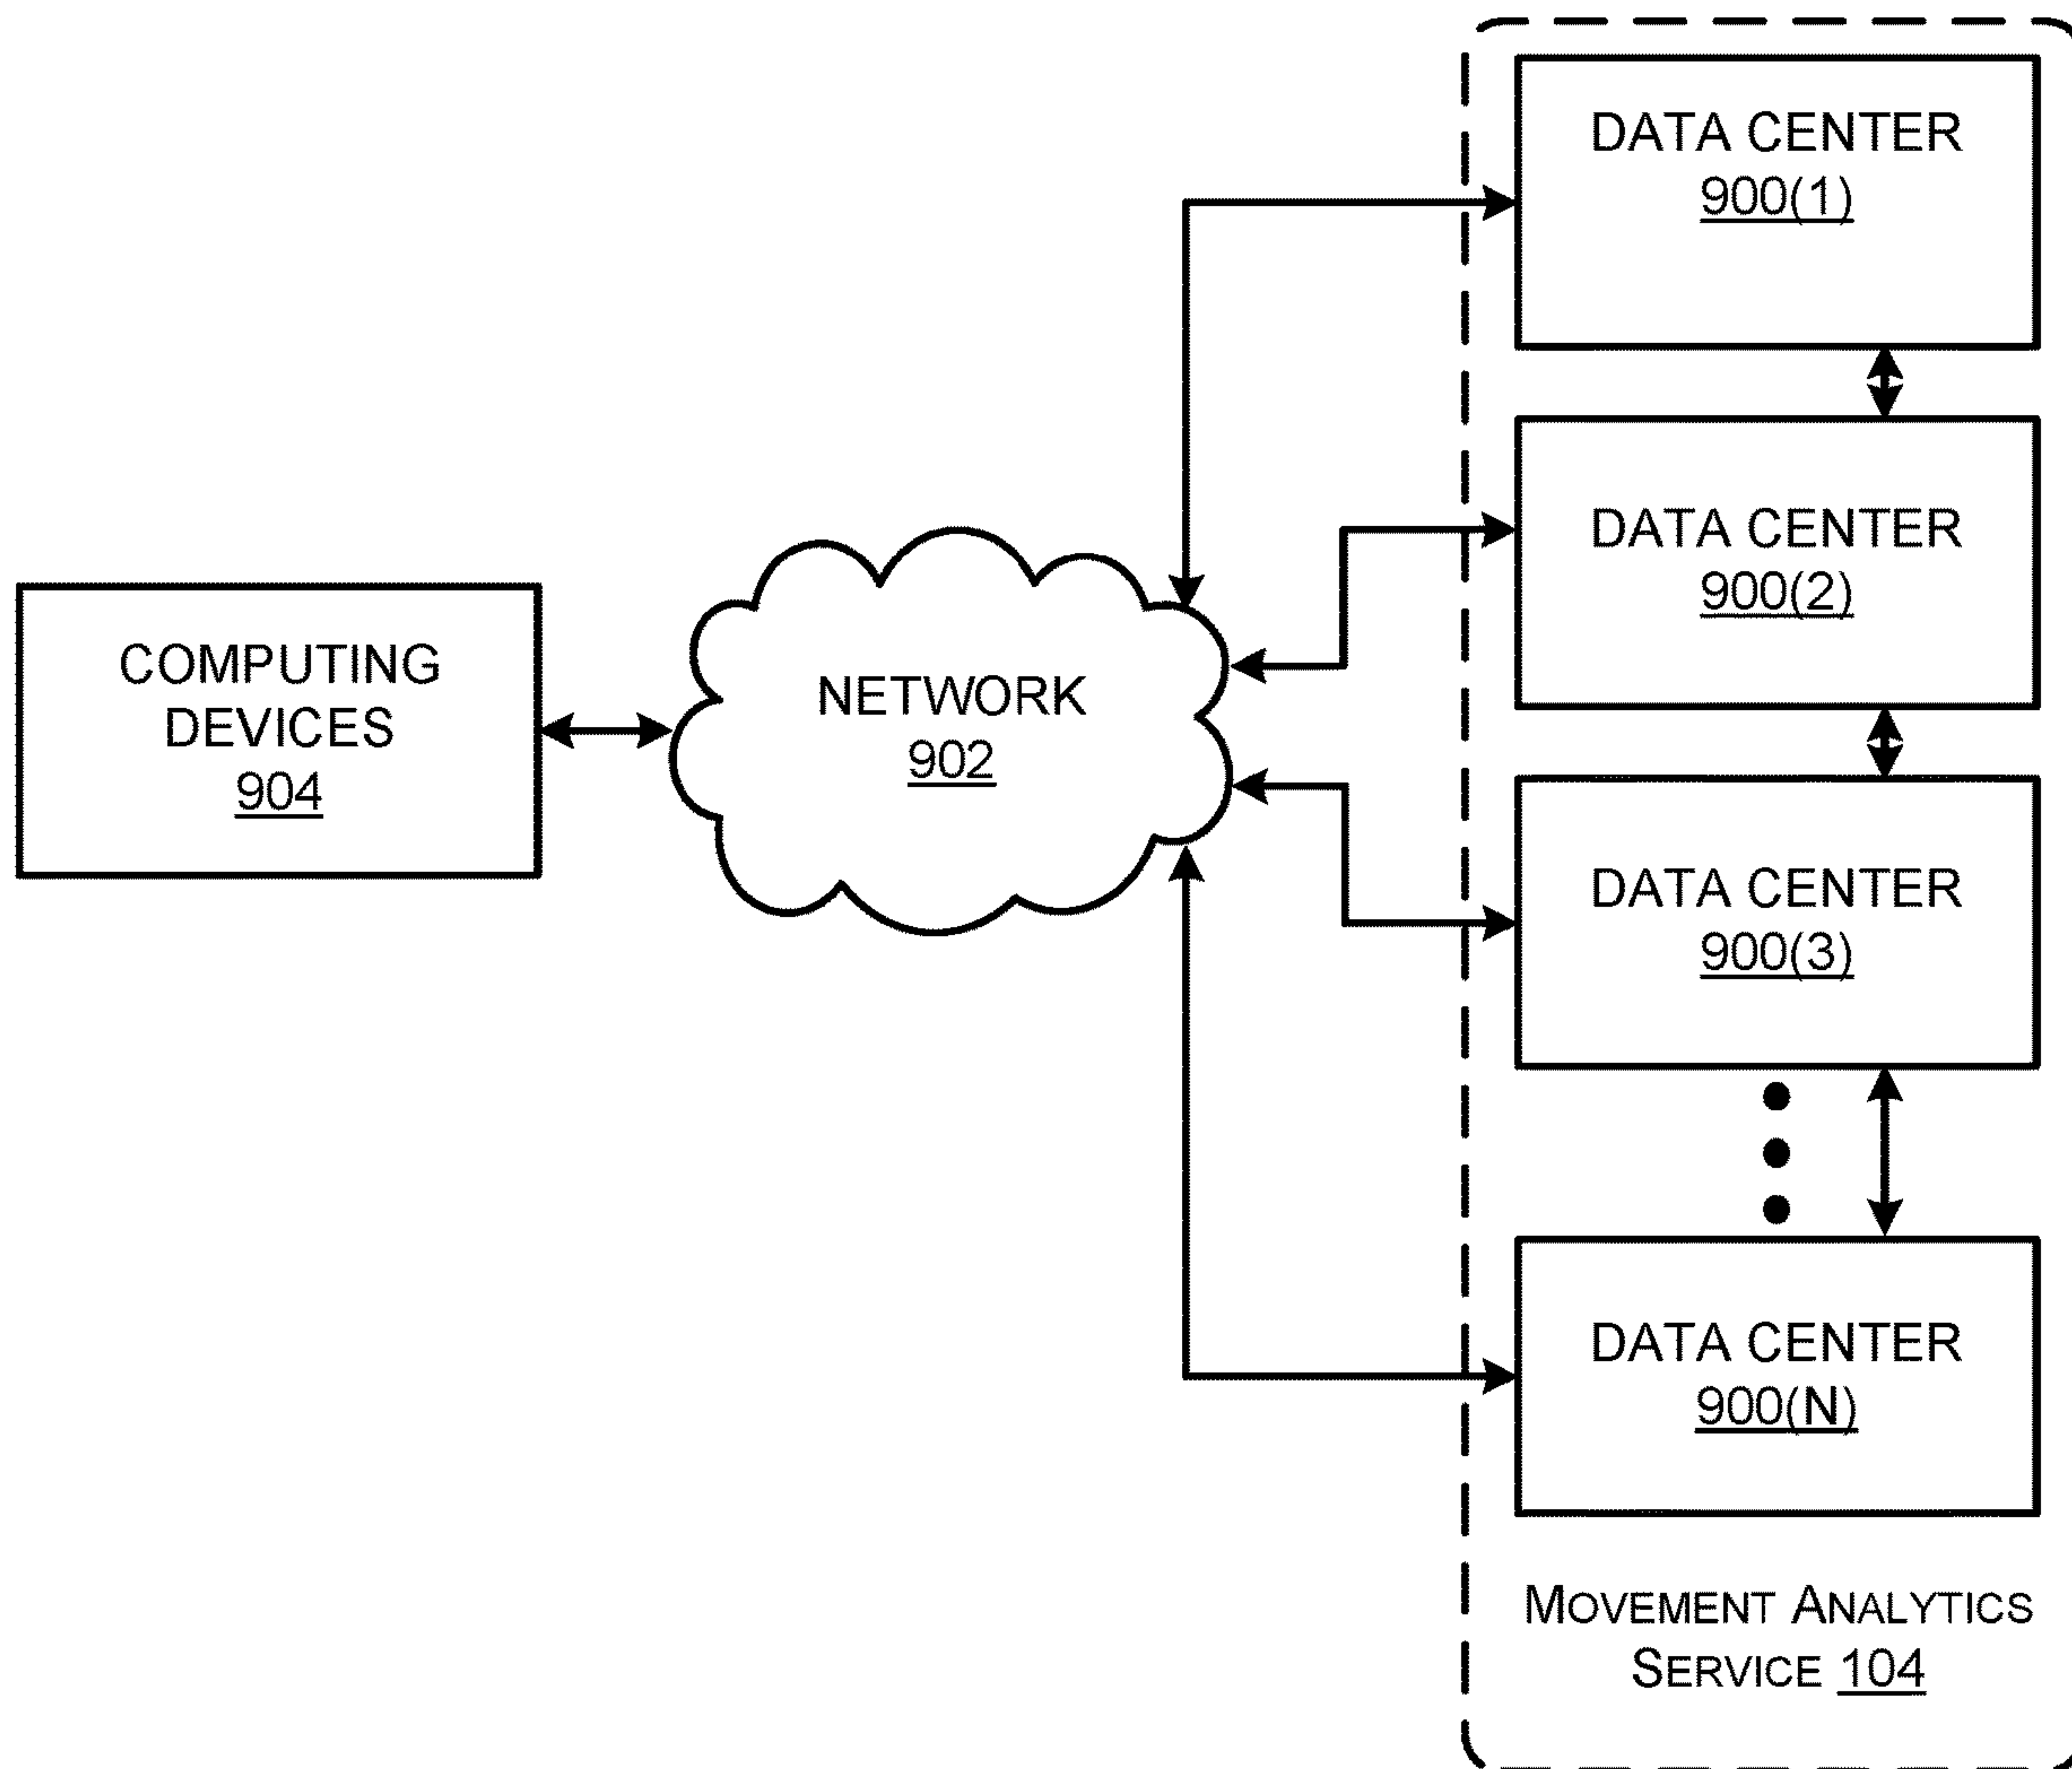 COMPUTING
DEVICES
904
NETWORK
902
DATA CENTER
900(1)
DATA CENTER
900(2)
DATA CENTER
900(3)
DATA CENTER
900(N)
MOVEMENT ANALYTICS
SERVICE 104